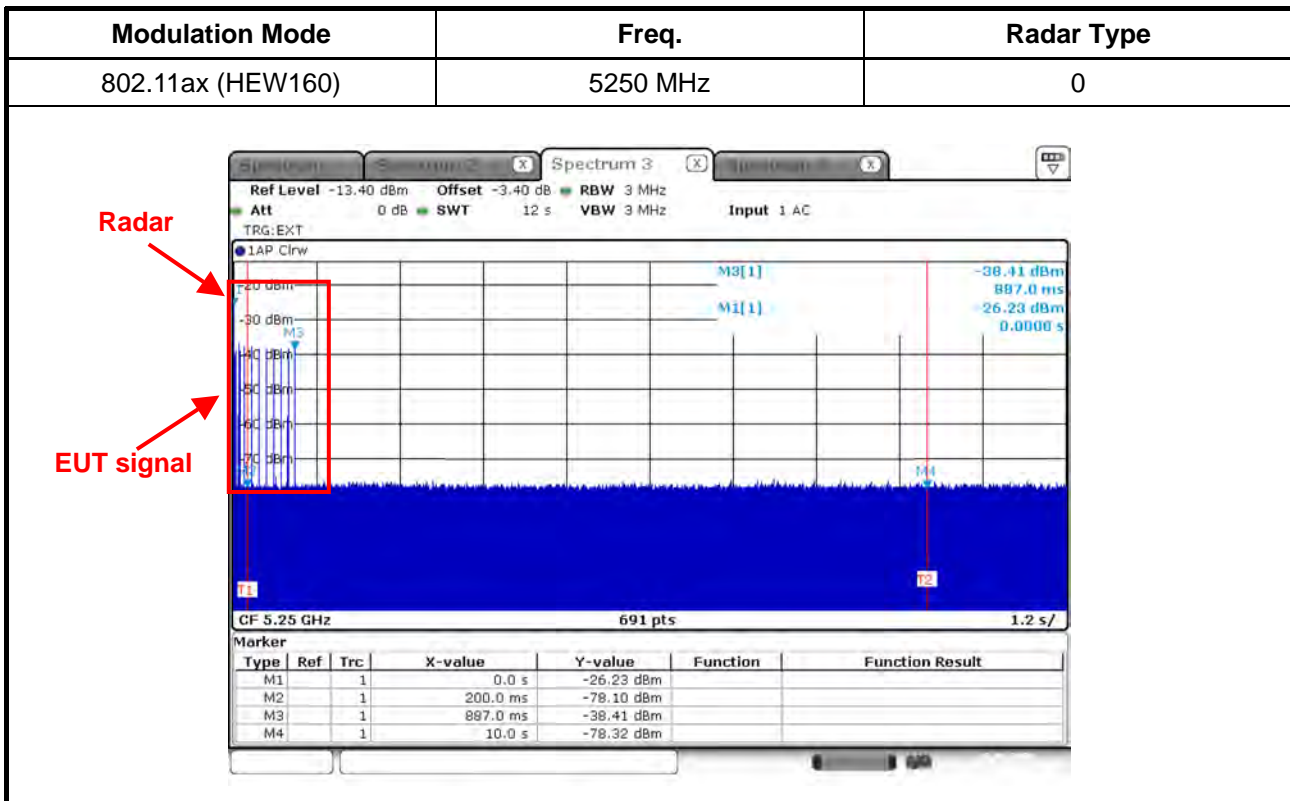 Modulation Mode Freq. Radar Type
802.11ax (HEW160) 5250 MHz 0
Spectrum 3
Ref Level -13.40 dBm Offset -3.40 dB RBW 3 MHz
Att 0 dB SWT 12 s VBW 3 MHz Input 1 AC
TRG:EXT
Radar
1AP Clrw
M3[1] -38.41 dBm
887.0 ms
-20 dBm
M1[1] -26.23 dBm
0.0000 s
-30 dBm
M3
-40 dBm
-50 dBm
-60 dBm
EUT signal
-70 dBm
M4
T1 T2
CF 5.25 GHz 691 pts 1.2 s/
Marker
Type Ref Trc X-value Y-value Function Function Result
M1 1 0.0 s -26.23 dBm
M2 1 200.0 ms -78.10 dBm
M3 1 887.0 ms -38.41 dBm
M4 1 10.0 s -78.32 dBm